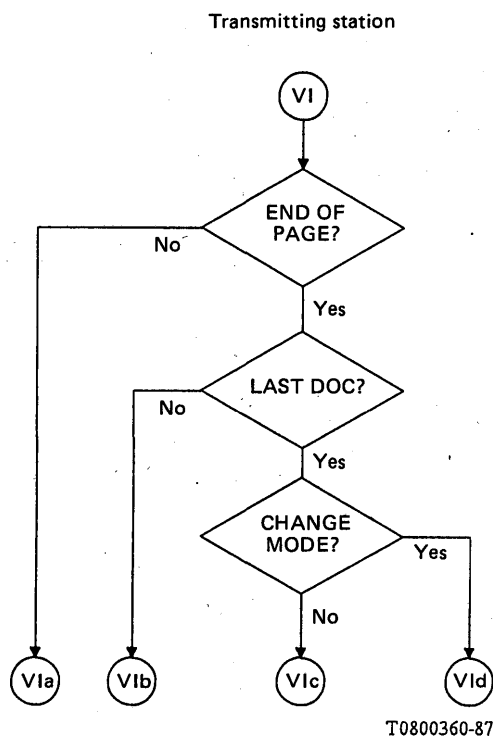 Transmitting station
VI
END OF
PAGE?
No
Yes
LAST DOC?
No
Yes
CHANGE
MODE?
Yes
No
VIa
VIb
VIc
VId
T0800360-87